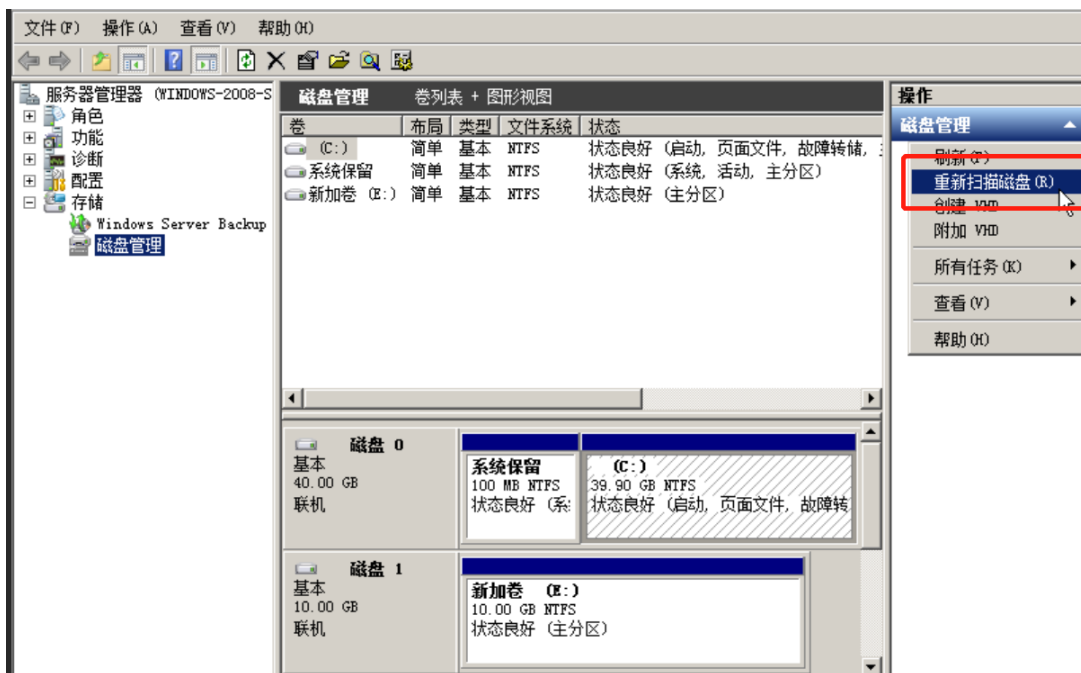 文件(F) 操作(A) 查看(V) 帮助(H)
服务器管理器 (WINDOWS-2008-S
角色
功能
诊断
配置
存储
Windows Server Backup
磁盘管理
磁盘管理 卷列表 + 图形视图
卷 布局 类型 文件系统 状态
(C:) 简单 基本 NTFS 状态良好 (启动, 页面文件, 故障转储,
系统保留 简单 基本 NTFS 状态良好 (系统, 活动, 主分区)
新加卷 (E:) 简单 基本 NTFS 状态良好 (主分区)
磁盘 0
基本
40.00 GB
联机
系统保留
100 MB NTFS
状态良好 (系
(C:)
39.90 GB NTFS
状态良好 (启动, 页面文件, 故障转
磁盘 1
基本
10.00 GB
联机
新加卷 (E:)
10.00 GB NTFS
状态良好 (主分区)
操作
磁盘管理
刷新(F)
重新扫描磁盘(R)
创建 VHD
附加 VHD
所有任务(K)
查看(V)
帮助(H)